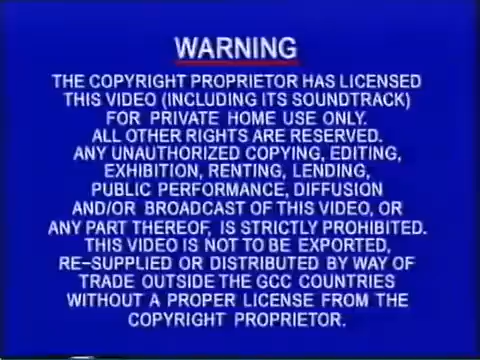 WARNING
THE COPYRIGHT PROPRIETOR HAS LICENSED
THIS VIDEO (INCLUDING ITS SOUNDTRACK)
FOR PRIVATE HOME USE ONLY.
ALL OTHER RIGHTS ARE RESERVED.
ANY UNAUTHORIZED COPYING, EDITING,
EXHIBITION, RENTING, LENDING,
PUBLIC PERFORMANCE, DIFFUSION
AND/OR BROADCAST OF THIS VIDEO, OR
ANY PART THEREOF, IS STRICTLY PROHIBITED.
THIS VIDEO IS NOT TO BE EXPORTED,
RE-SUPPLIED OR DISTRIBUTED BY WAY OF
TRADE OUTSIDE THE GCC COUNTRIES
WITHOUT A PROPER LICENSE FROM THE
COPYRIGHT PROPRIETOR.